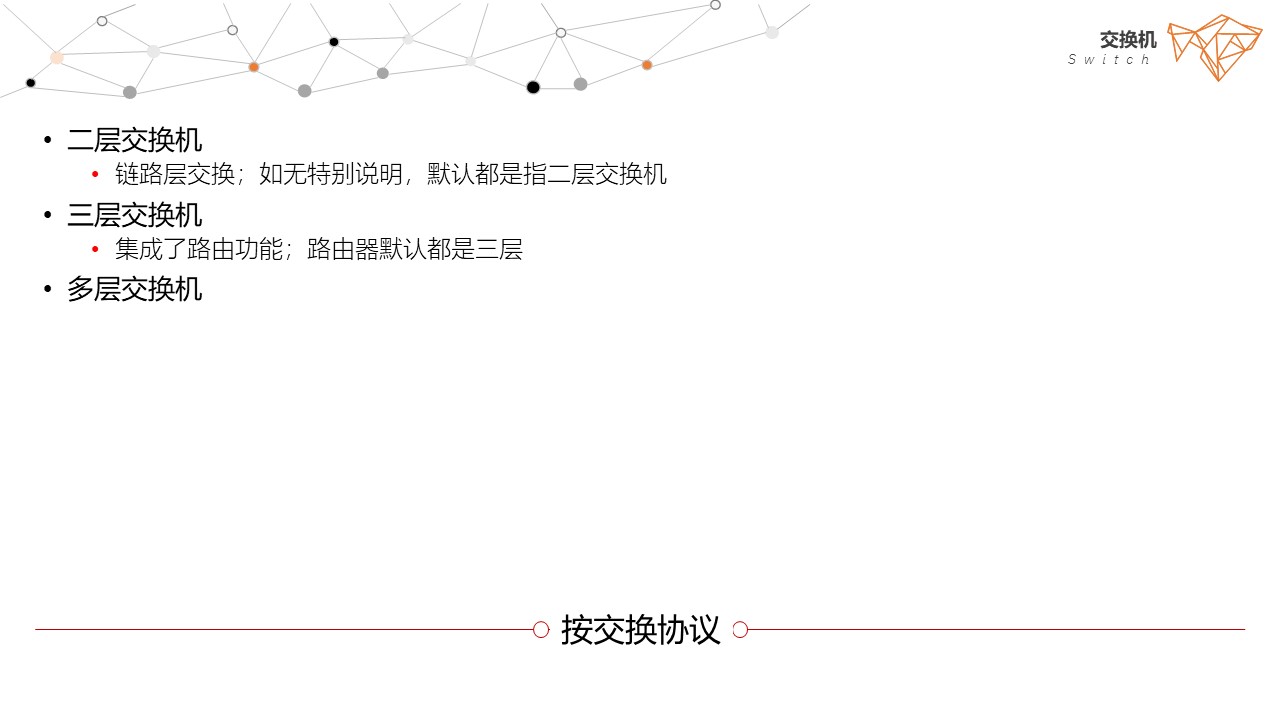 交换机
Switch
• 二层交换机
• 链路层交换；如无特别说明，默认都是指二层交换机
• 三层交换机
• 集成了路由功能；路由器默认都是三层
• 多层交换机
按交换协议